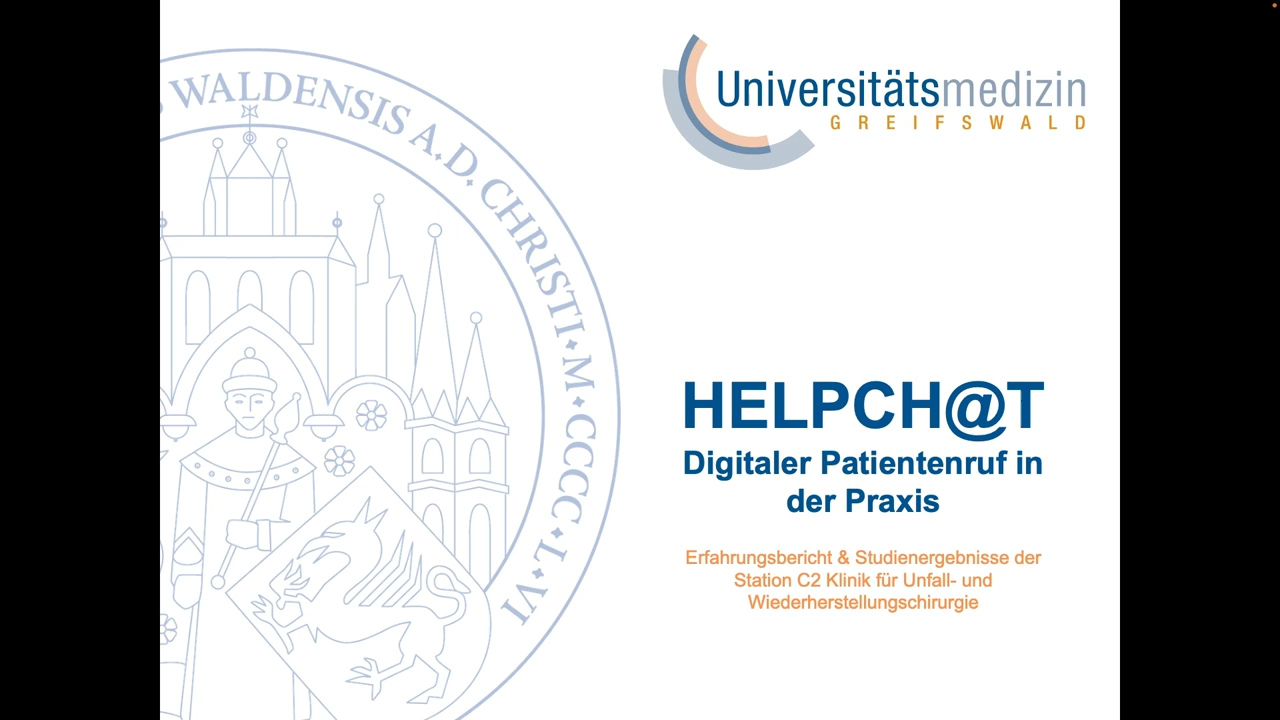 WALDENSIS A.D. CHRISTI · M · CCCC · L · VI
Universitätsmedizin
GREIFSWALD
HELPCH@T
Digitaler Patientenruf in
der Praxis
Erfahrungsbericht & Studienergebnisse der
Station C2 Klinik für Unfall- und
Wiederherstellungschirurgie